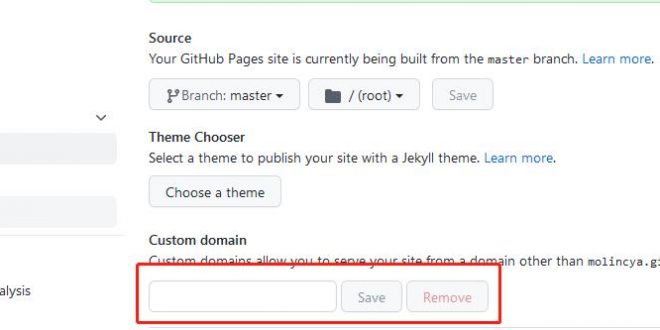 Source
Your GitHub Pages site is currently being built from the master branch. Learn more.
Branch: master / (root) Save
Theme Chooser
Select a theme to publish your site with a Jekyll theme. Learn more.
Choose a theme
Custom domain
Custom domains allow you to serve your site from a domain other than molincya.gi
alysis
Save Remove